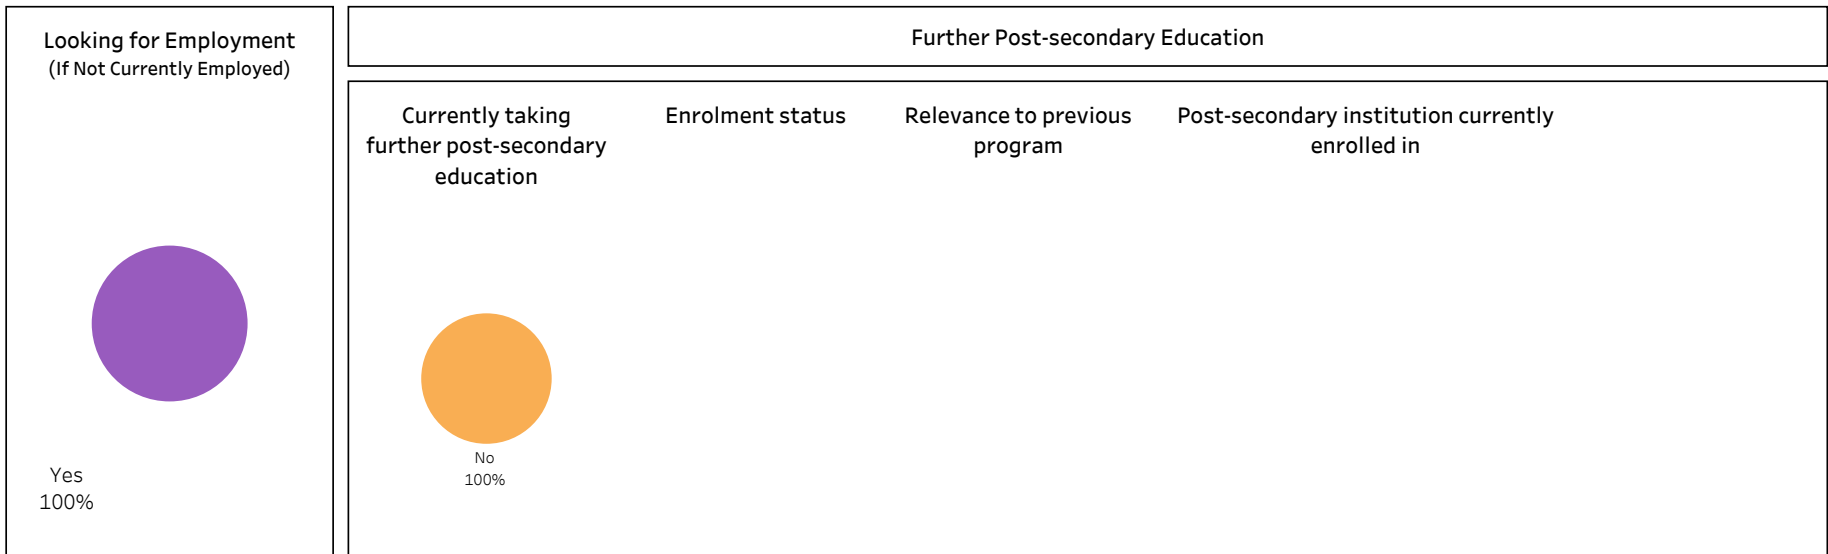 Looking for Employment
(If Not Currently Employed)
Yes
100%
Further Post-secondary Education
Currently taking
further post-secondary
education
No
100%
Enrolment status
Relevance to previous
program
Post-secondary institution currently
enrolled in